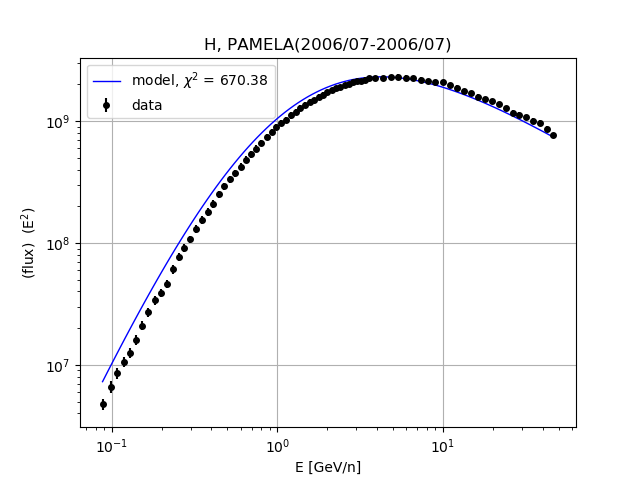 H, PAMELA(2006/07-2006/07)
model, χ² = 670.38
data
10⁹
10⁸
10⁷
(flux) (E²)
10⁻¹ 10⁰ 10¹
E [GeV/n]